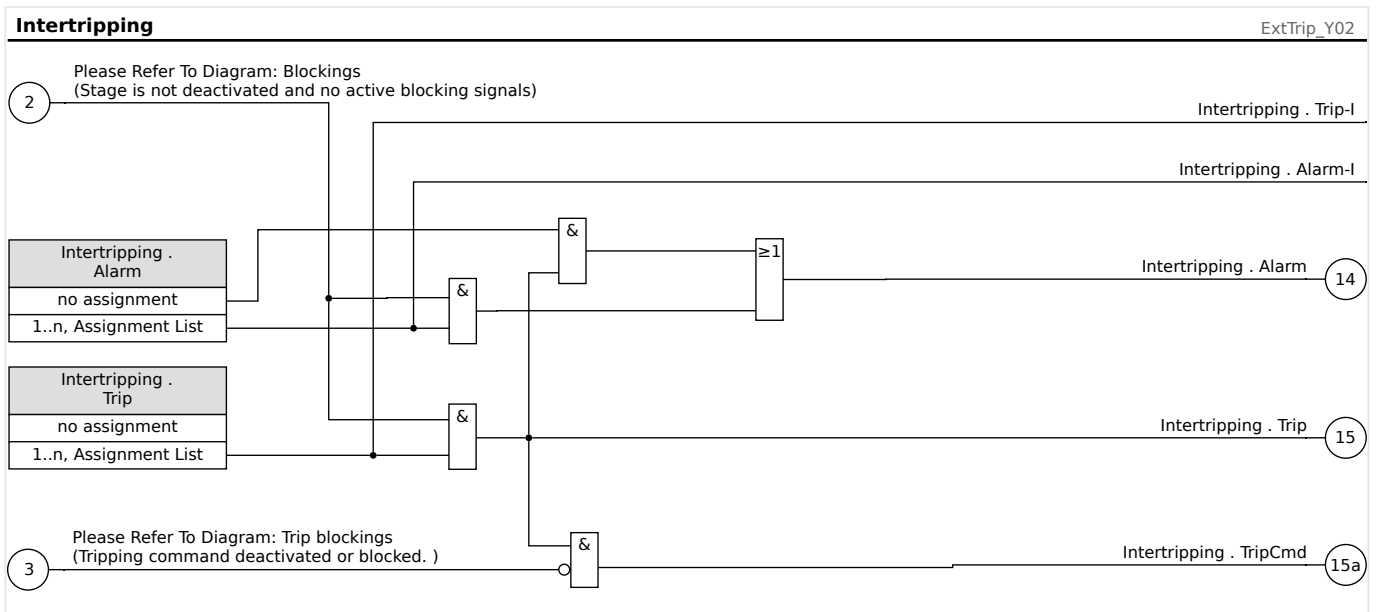 Intertripping
ExtTrip_Y02
Please Refer To Diagram: Blockings
(Stage is not deactivated and no active blocking signals)
2
Intertripping . Trip-I
Intertripping . Alarm-I
&
Intertripping .
Alarm
≥1
Intertripping . Alarm
14
no assignment
&
1..n, Assignment List
Intertripping .
Trip
no assignment
&
Intertripping . Trip
15
1..n, Assignment List
Please Refer To Diagram: Trip blockings
(Tripping command deactivated or blocked. )
3
&
Intertripping . TripCmd
15a